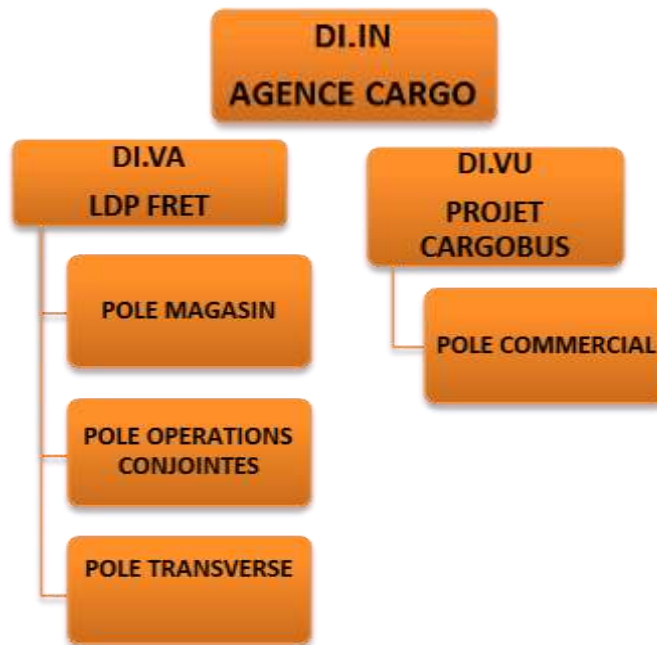 DI.IN
AGENCE CARGO
DI.VA
LDP FRET
POLE MAGASIN
POLE OPERATIONS
CONJOINTES
POLE TRANSVERSE
DI.VU
PROJET
CARGOBUS
POLE COMMERCIAL